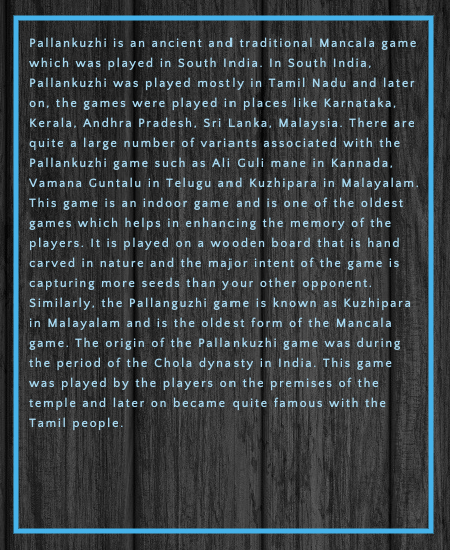 Pallankuzhi is an ancient and traditional Mancala game
which was played in South India. In South India,
Pallankuzhi was played mostly in Tamil Nadu and later
on, the games were played in places like Karnataka,
Kerala, Andhra Pradesh, Sri Lanka, Malaysia. There are
quite a large number of variants associated with the
Pallankuzhi game such as Ali Guli mane in Kannada,
Vamana Guntalu in Telugu and Kuzhipara in Malayalam.
This game is an indoor game and is one of the oldest
games which helps in enhancing the memory of the
players. It is played on a wooden board that is hand
carved in nature and the major intent of the game is
capturing more seeds than your other opponent.
Similarly, the Pallanguzhi game is known as Kuzhipara
in Malayalam and is the oldest form of the Mancala
game. The origin of the Pallankuzhi game was during
the period of the Chola dynasty in India. This game
was played by the players on the premises of the
temple and later on became quite famous with the
Tamil people.